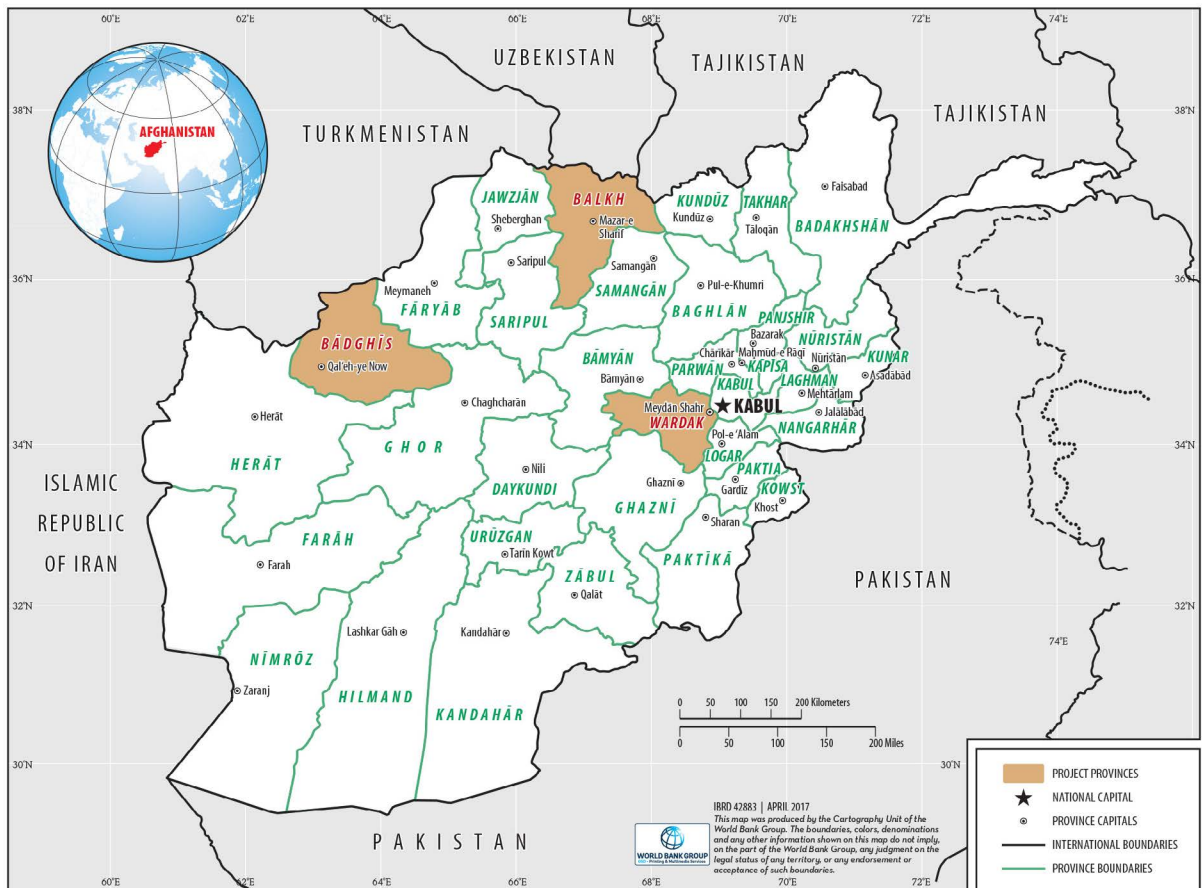 60°E
62°E
64°E
66°E
68°E
70°E
72°E
74°E
UZBEKISTAN
TAJIKISTAN
38°N
38°N
TAJIKISTAN
AFGHANISTAN
TURKMENISTAN
JAWZJĀN
Sheberghan
BALKH
Mazar-e
Sharif
KUNDŪZ
Kundūz
TAKHAR
Tāloqān
Faisabad
BADAKHSHĀN
36°N
36°N
Meymaneh
FĀRYĀB
Saripul
SARIPUL
Samangān
SAMANGĀN
Pul-e-Khumri
BAGHLĀN
PANJSHIR
Bazarak
NŪRISTĀN
Nūristān
KUNAR
Asadābād
BĀDGHĪS
Qal'eh-ye Now
BĀMYĀN
Bāmyān
Chārīkār
Maḩmūd-e Rāqī
PARWĀN
KAPĪSA
KABUL
KABUL
LAGHMAN
Mehtārlam
Jalālābād
NANGARHĀR
Herāt
Chaghcharān
Meydān Shahr
WARDAK
Pol-e 'Alam
LOGAR
34°N
34°N
HERĀT
GHOR
Nīlī
DAYKUNDI
Ghaznī
GHAZNĪ
PAKTIA
Gardīz
KOWST
Khost
Sharan
PAKTĪKĀ
ISLAMIC
REPUBLIC
OF IRAN
FARĀH
Farah
URŪZGAN
Tarīn Kowt
ZĀBUL
Qalāt
PAKISTAN
32°N
32°N
74°E
Lashkar Gāh
Kandahār
NĪMRŌZ
Zaranj
HILMAND
KANDAHĀR
0 50 100 150 200 Kilometers
0 50 100 150 200 Miles
30°N
30°N
PROJECT PROVINCES
NATIONAL CAPITAL
PROVINCE CAPITALS
INTERNATIONAL BOUNDARIES
PROVINCE BOUNDARIES
PAKISTAN
IBRD 42883 | APRIL 2017
This map was produced by the Cartography Unit of the
World Bank Group. The boundaries, colors, denominations
and any other information shown on this map do not imply,
on the part of the World Bank Group, any judgment on the
legal status of any territory, or any endorsement or
acceptance of such boundaries.
WORLD BANK GROUP
Printing & Multimedia Services
60°E
62°E
64°E
66°E
68°E
70°E
72°E